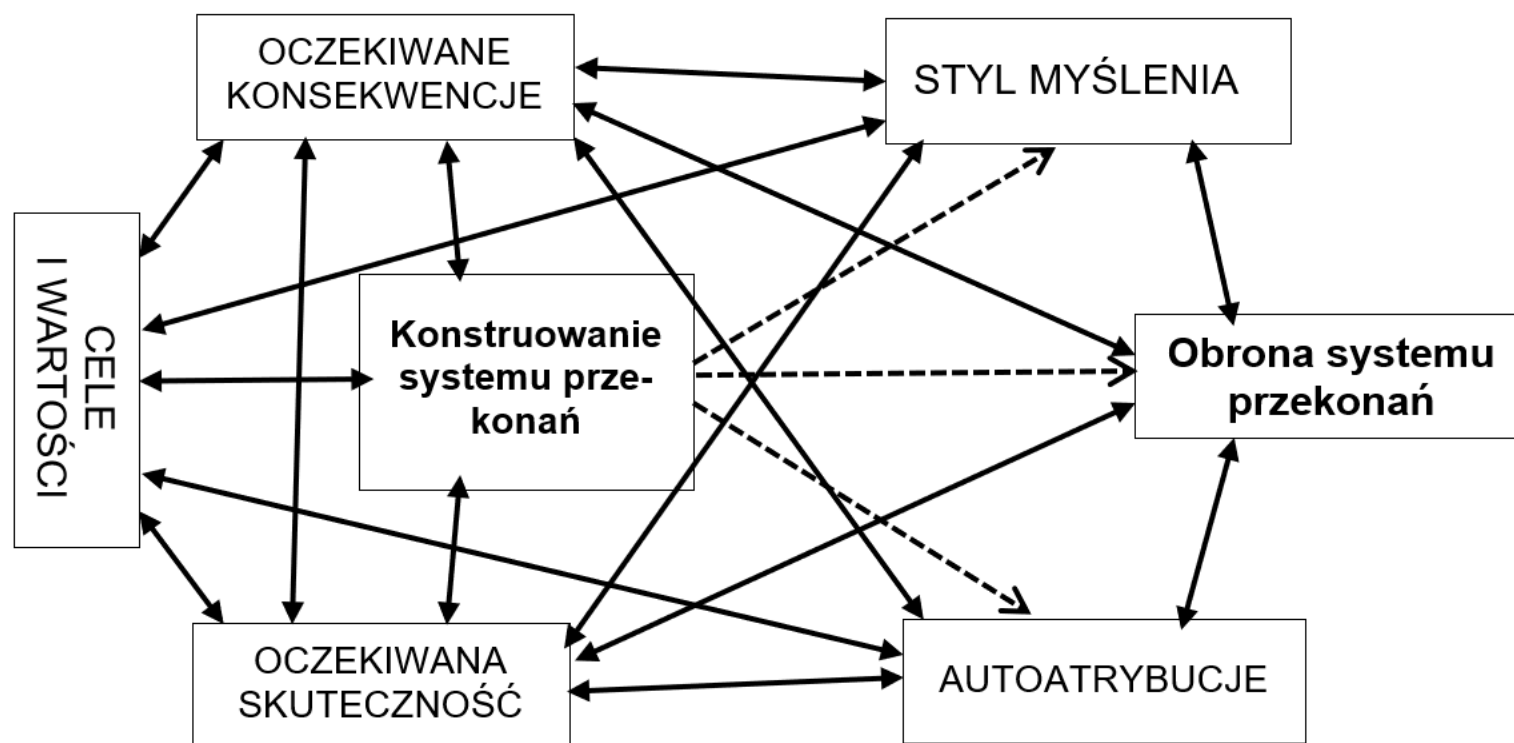 OCZEKIWANE
KONSEKWENCJE
STYL MYŚLENIA
CELE
I WARTOŚCI
Konstruowanie
systemu prze-
konań
Obrona systemu
przekonań
OCZEKIWANA
SKUTECZNOŚĆ
AUTOATRYBUCJE